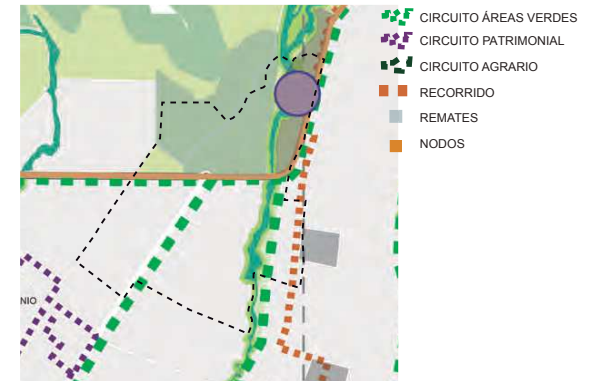 CIRCUITO ÁREAS VERDES
CIRCUITO PATRIMONIAL
CIRCUITO AGRARIO
RECORRIDO
REMATES
NODOS
NIO